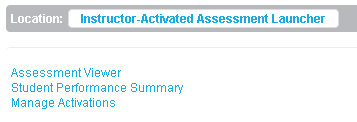 Location: Instructor-Activated Assessment Launcher
Assessment Viewer
Student Performance Summary
Manage Activations